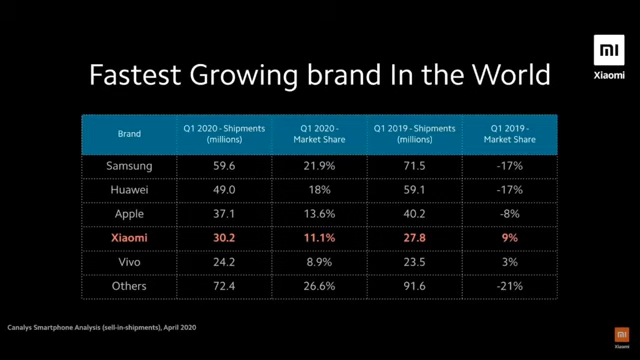 mi
Xiaomi
Fastest Growing brand In the World
Brand Q1 2020 - Shipments (millions) Q1 2020 - Market Share Q1 2019 - Shipments (millions) Q1 2019 - Market Share
Samsung 59.6 21.9% 71.5 -17%
Huawei 49.0 18% 59.1 -17%
Apple 37.1 13.6% 40.2 -8%
Xiaomi 30.2 11.1% 27.8 9%
Vivo 24.2 8.9% 23.5 3%
Others 72.4 26.6% 91.6 -21%
Canalys Smartphone Analysis (sell-in-shipments), April 2020
mi
Xiaomi